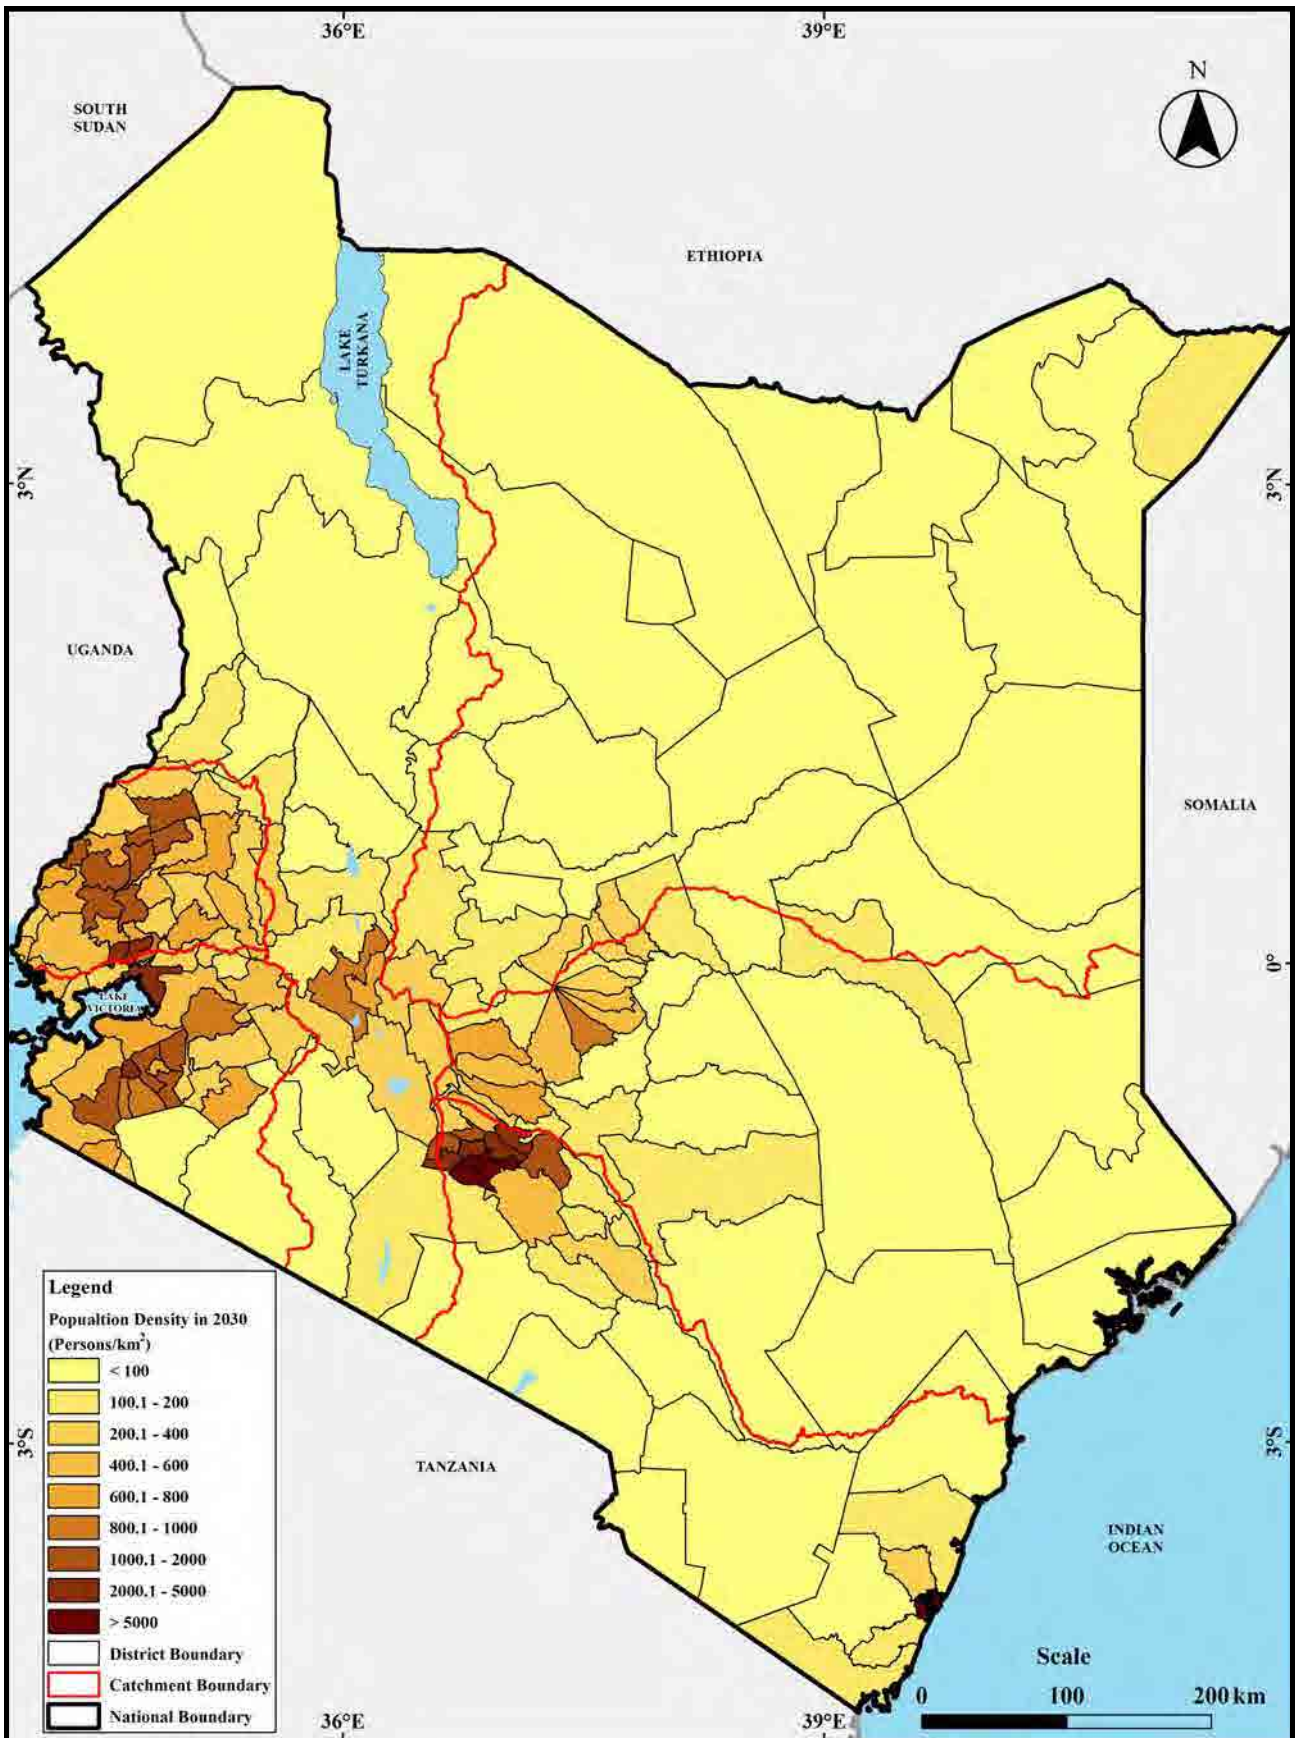 36°E
39°E
N
SOUTH
SUDAN
ETHIOPIA
LAKE
TURKANA
3°N
3°N
UGANDA
SOMALIA
0°
LAKE
VICTORIA
Legend
Popualtion Density in 2030
(Persons/km²)
< 100
100.1 - 200
200.1 - 400
400.1 - 600
600.1 - 800
800.1 - 1000
1000.1 - 2000
2000.1 - 5000
> 5000
District Boundary
Catchment Boundary
National Boundary
3°S
3°S
TANZANIA
INDIAN
OCEAN
Scale
0 100 200 km
36°E
39°E